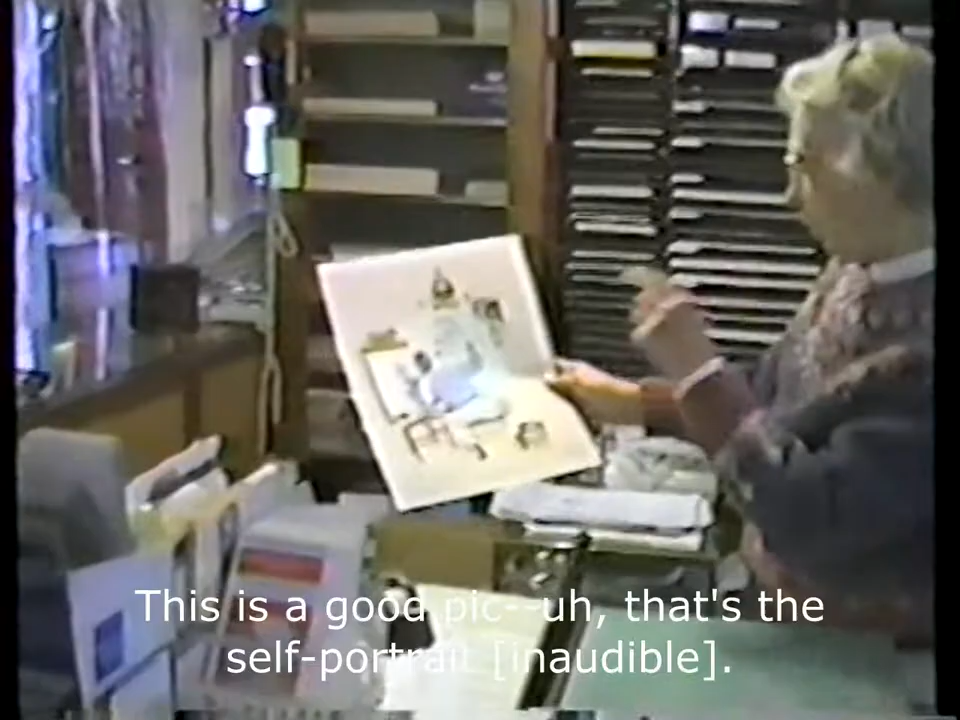 This is a good pic--uh, that's the
self-portrait [inaudible].